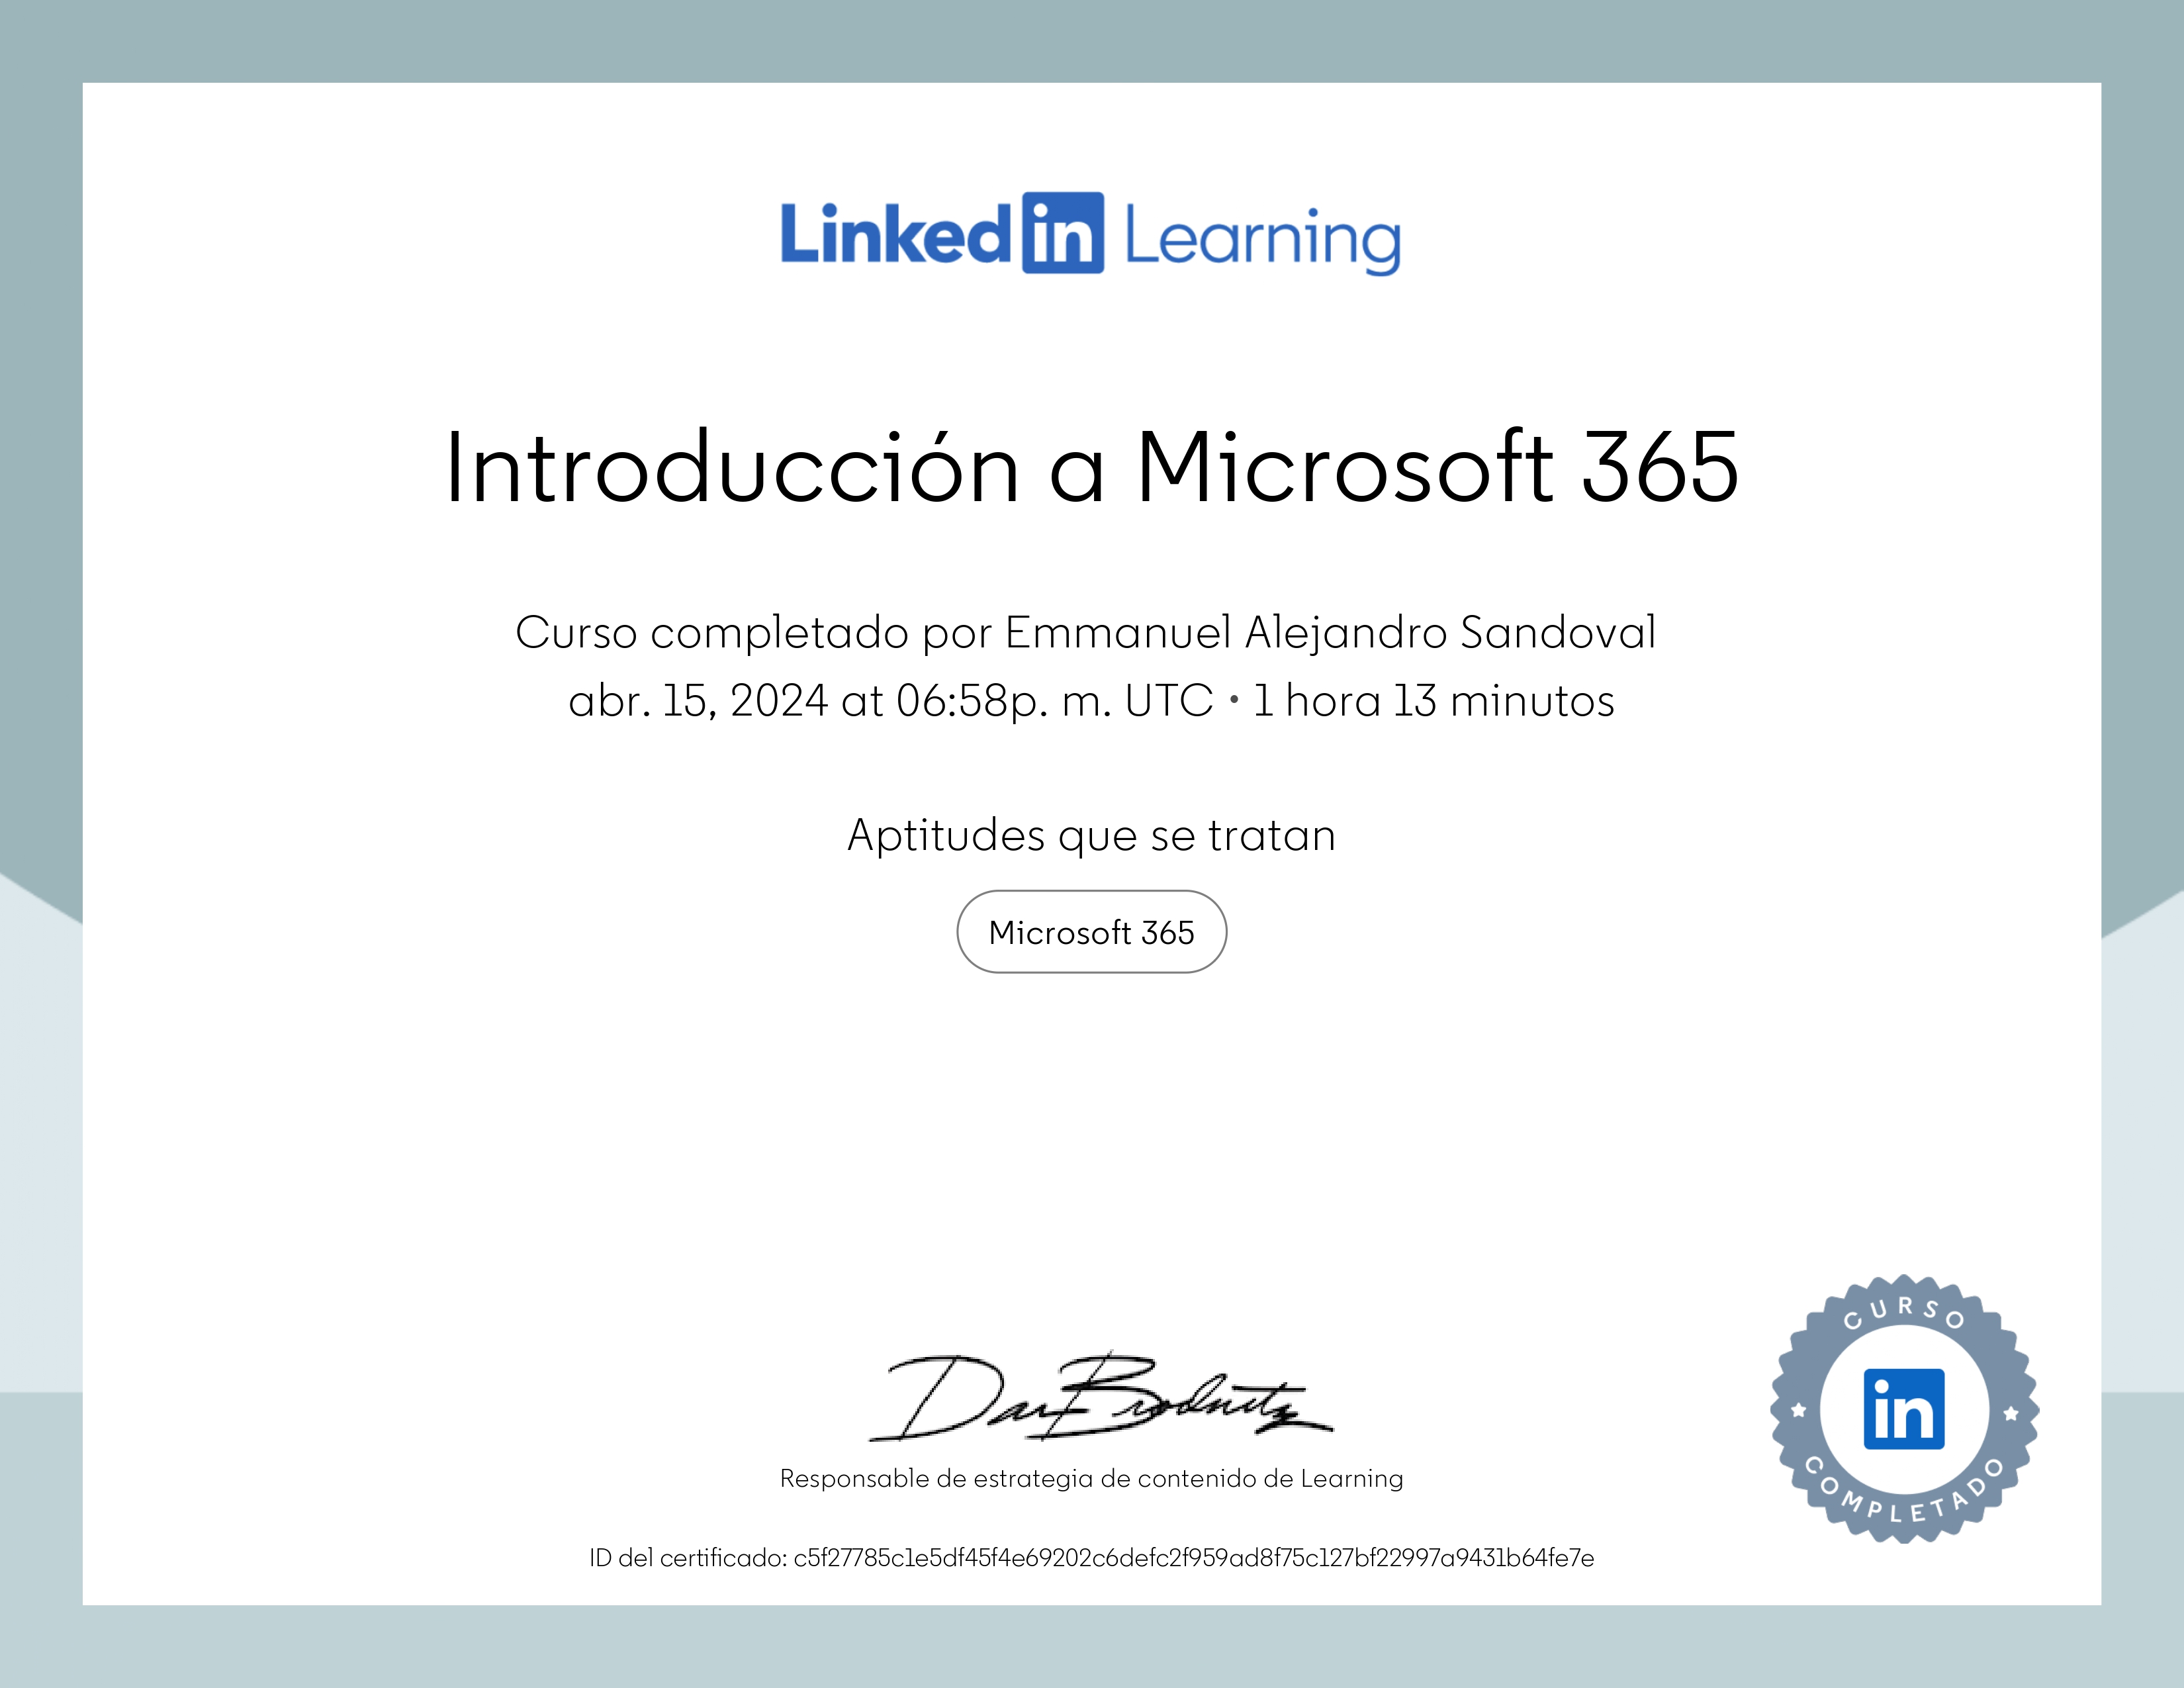 Linked in Learning
Introducción a Microsoft 365
Curso completado por Emmanuel Alejandro Sandoval
abr. 15, 2024 at 06:58p. m. UTC • 1 hora 13 minutos
Aptitudes que se tratan
Microsoft 365
Dan Brodnitz
Responsable de estrategia de contenido de Learning
ID del certificado: c5f27785c1e5df45f4e69202c6defc2f959ad8f75c127bf22997a9431b64fe7e
CURSO
in
COMPLETADO